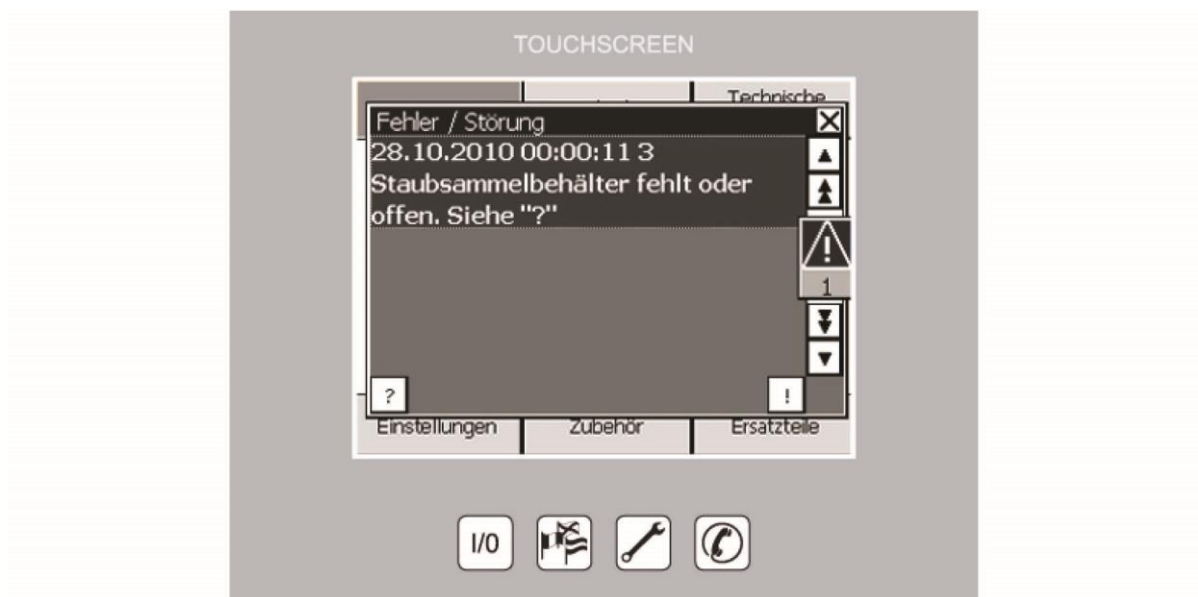 TOUCHSCREEN
Technische
Fehler / Störung
28.10.2010 00:00:11 3
Staubsammelbehälter fehlt oder
offen. Siehe "?"
1
?
!
Einstellungen
Zubehör
Ersatzteile
I/0